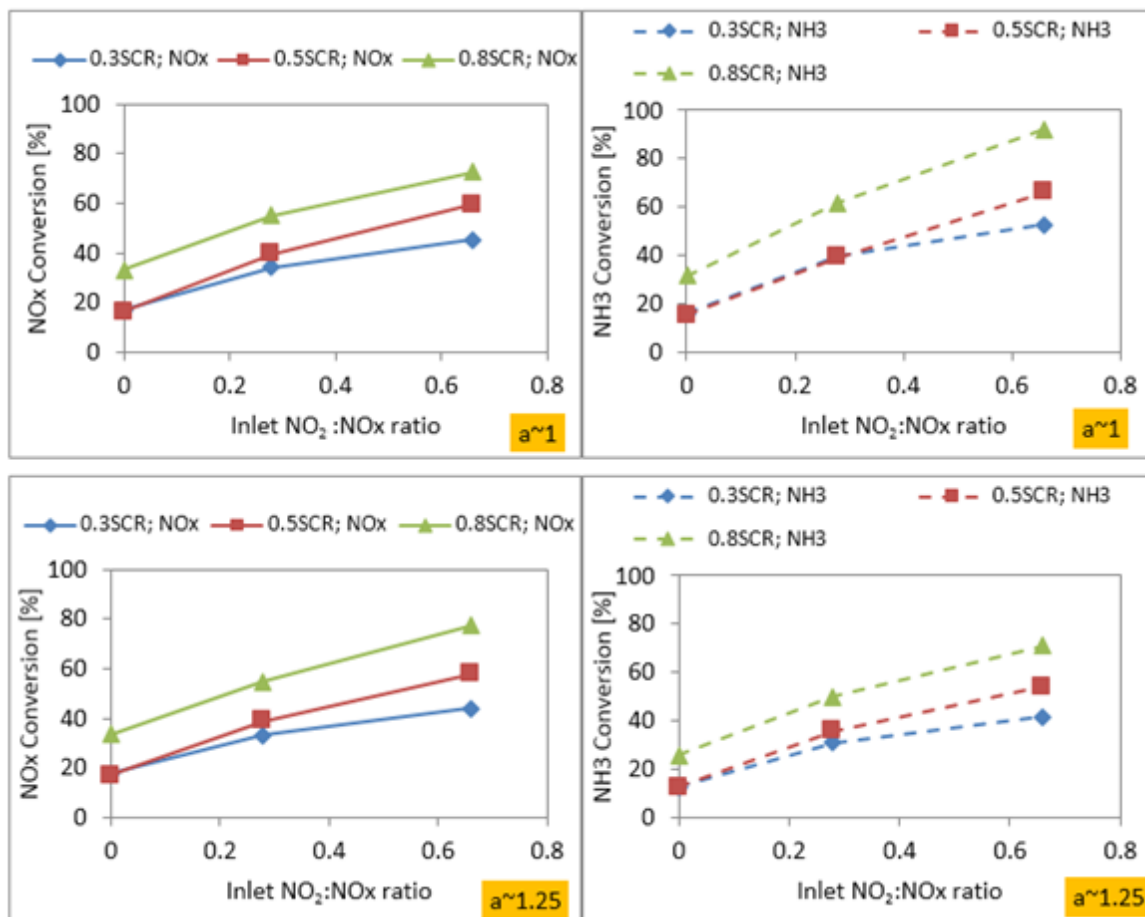 0.3SCR; NOx 0.5SCR; NOx 0.8SCR; NOx
NOx Conversion [%]
100
80
60
40
20
0
0 0.2 0.4 0.6 0.8
Inlet NO₂ :NOx ratio
a~1
0.3SCR; NH3 0.5SCR; NH3
0.8SCR; NH3
NH3 Conversion [%]
100
80
60
40
20
0
0 0.2 0.4 0.6 0.8
Inlet NO₂ :NOx ratio
a~1
0.3SCR; NOx 0.5SCR; NOx 0.8SCR; NOx
NOx Conversion [%]
100
80
60
40
20
0
0 0.2 0.4 0.6 0.8
Inlet NO₂:NOx ratio
a~1.25
0.3SCR; NH3 0.5SCR; NH3
0.8SCR; NH3
NH3 Conversion [%]
100
80
60
40
20
0
0 0.2 0.4 0.6 0.8
Inlet NO₂:NOx ratio
a~1.25